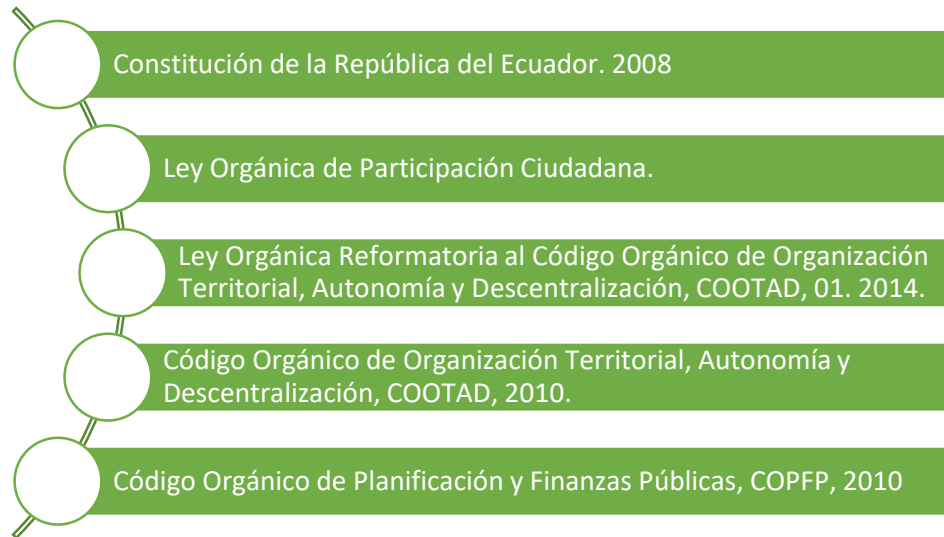 Constitución de la República del Ecuador. 2008
Ley Orgánica de Participación Ciudadana.
Ley Orgánica Reformatoria al Código Orgánico de Organización
Territorial, Autonomía y Descentralización, COOTAD, 01. 2014.
Código Orgánico de Organización Territorial, Autonomía y
Descentralización, COOTAD, 2010.
Código Orgánico de Planificación y Finanzas Públicas, COPFP, 2010